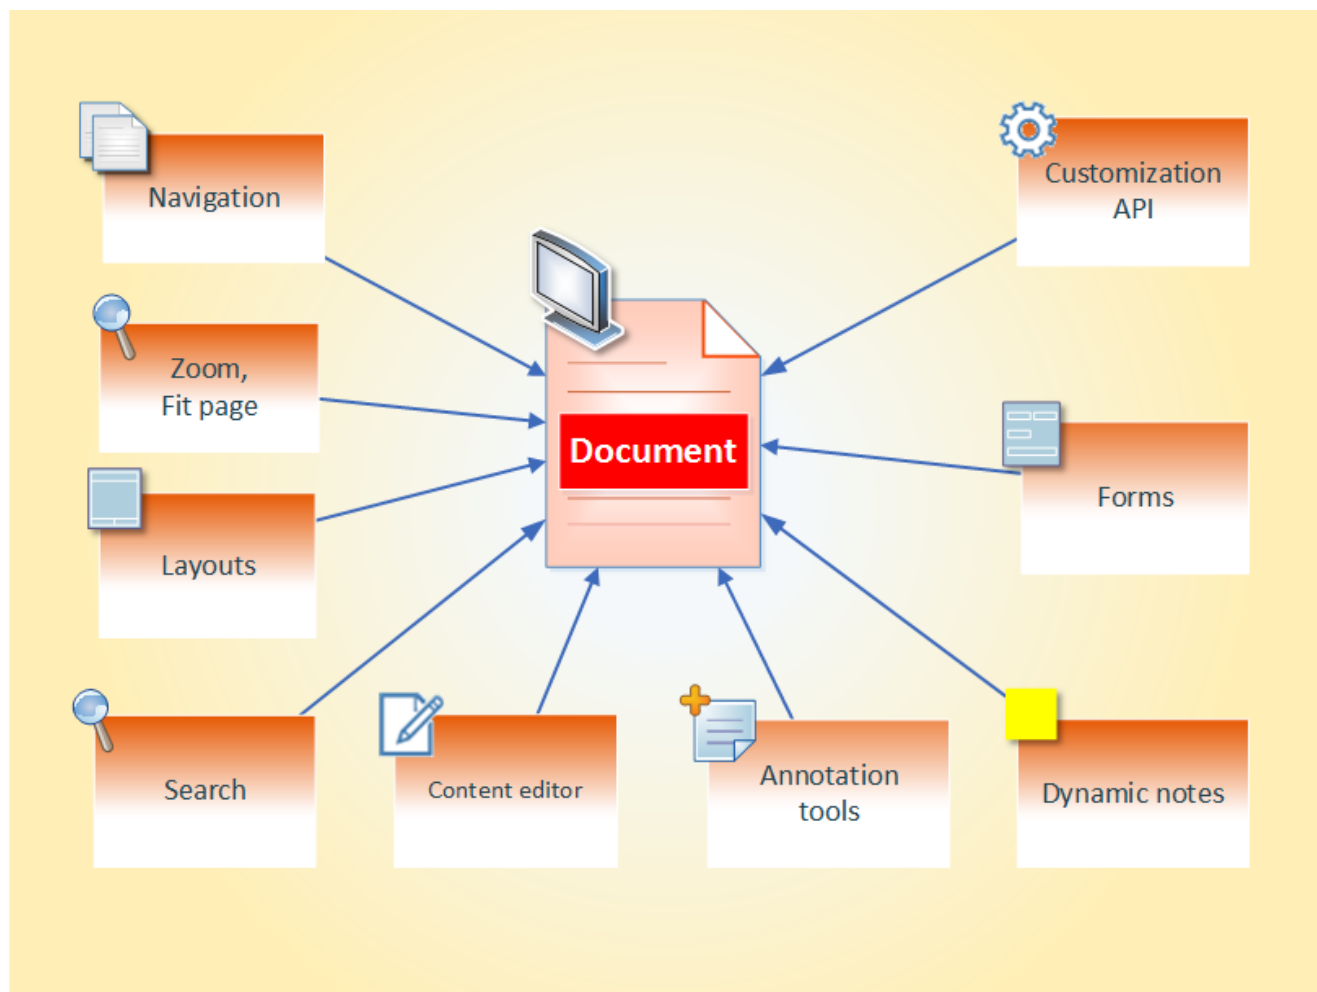 Navigation
Customization
API
Zoom,
Fit page
Document
Forms
Layouts
Search
Content editor
Annotation
tools
Dynamic notes